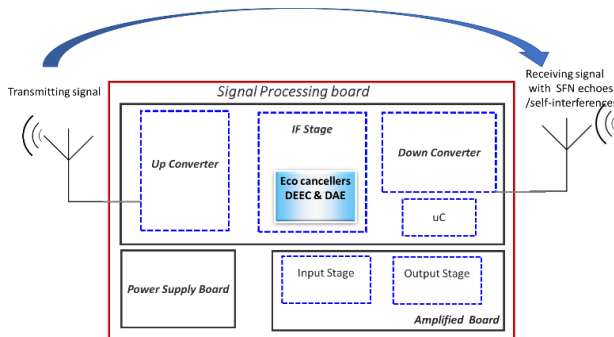 Transmitting signal
Receiving signal
with SFN echoes
/self-interferences
Signal Processing board
Up Converter
IF Stage
Eco cancellers
DEEC & DAE
Down Converter
uC
Power Supply Board
Input Stage
Output Stage
Amplified Board